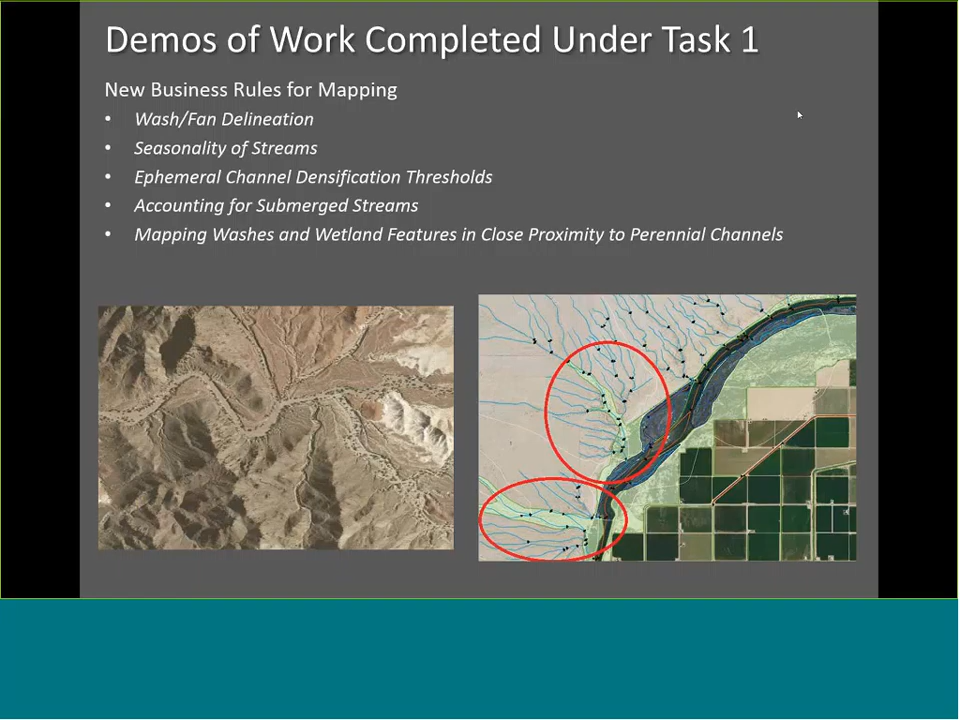 Demos of Work Completed Under Task 1
New Business Rules for Mapping
• Wash/Fan Delineation
• Seasonality of Streams
• Ephemeral Channel Densification Thresholds
• Accounting for Submerged Streams
• Mapping Washes and Wetland Features in Close Proximity to Perennial Channels